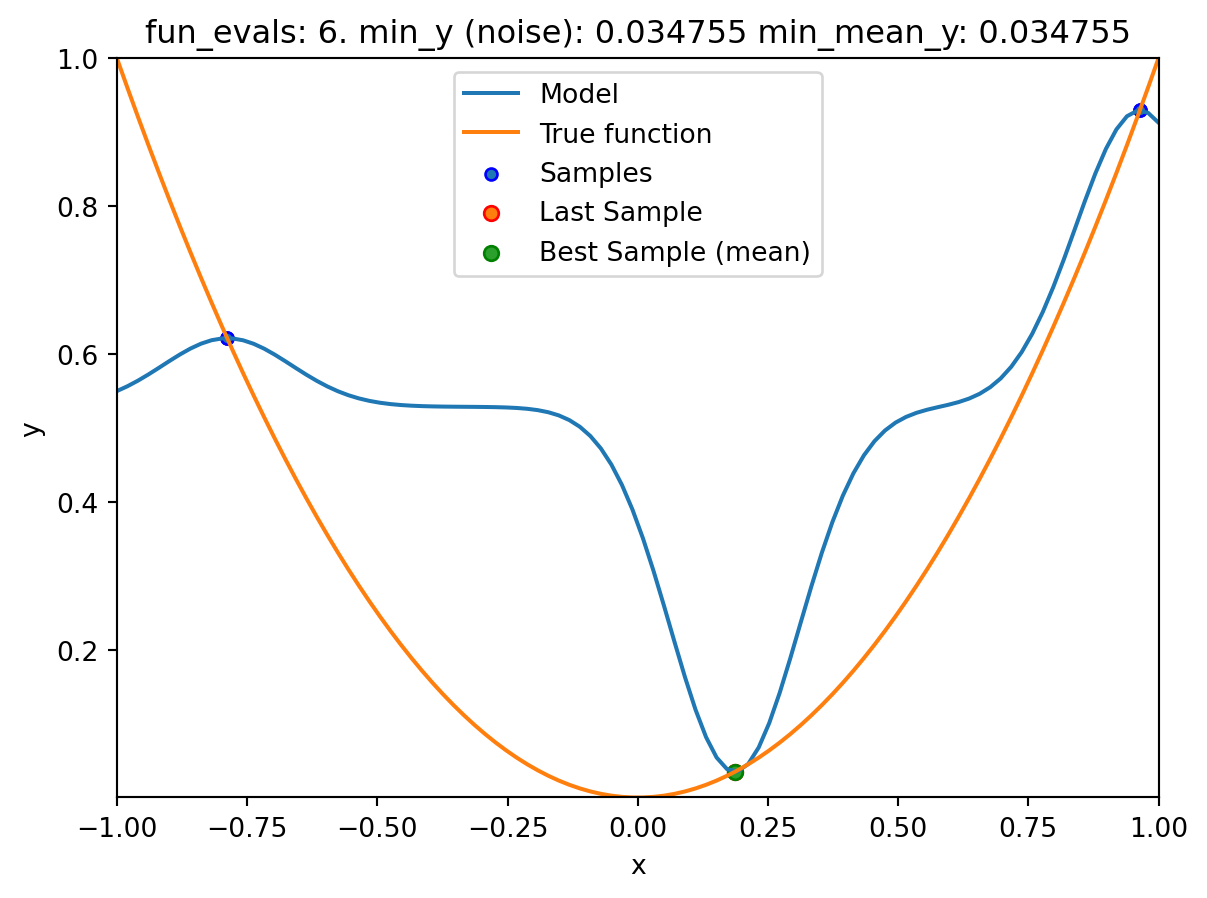 fun_evals: 6. min_y (noise): 0.034755 min_mean_y: 0.034755
Model
True function
Samples
Last Sample
Best Sample (mean)
1.0
0.8
0.6
0.4
0.2
y
−1.00 −0.75 −0.50 −0.25 0.00 0.25 0.50 0.75 1.00
x